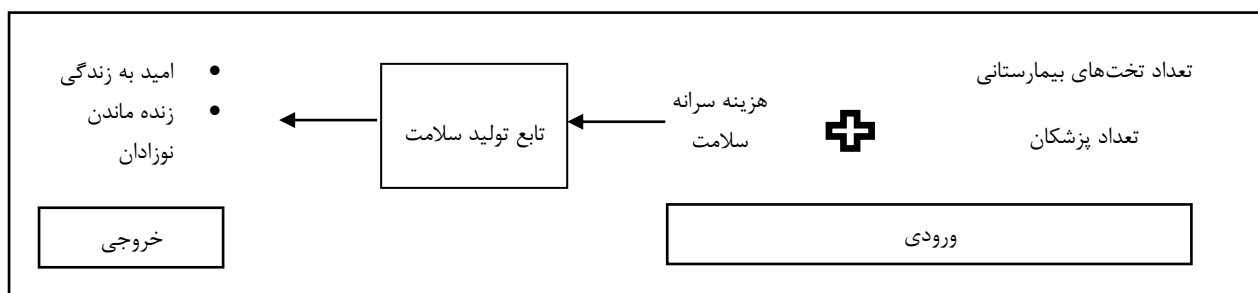 تعداد تخت‌های بیمارستانی
تعداد پزشکان
هزینه سرانه
سلامت
تابع تولید سلامت
• امید به زندگی
• زنده ماندن
نوزادان
ورودی
خروجی